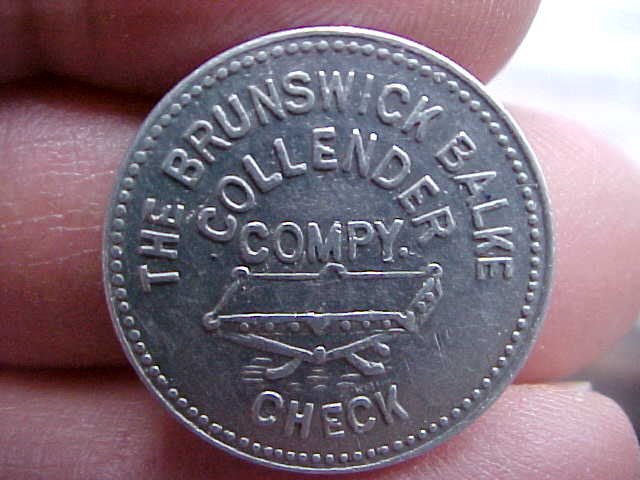 THE BRUNSWICK BALKE
COLLENDER
COMPY.
CHECK